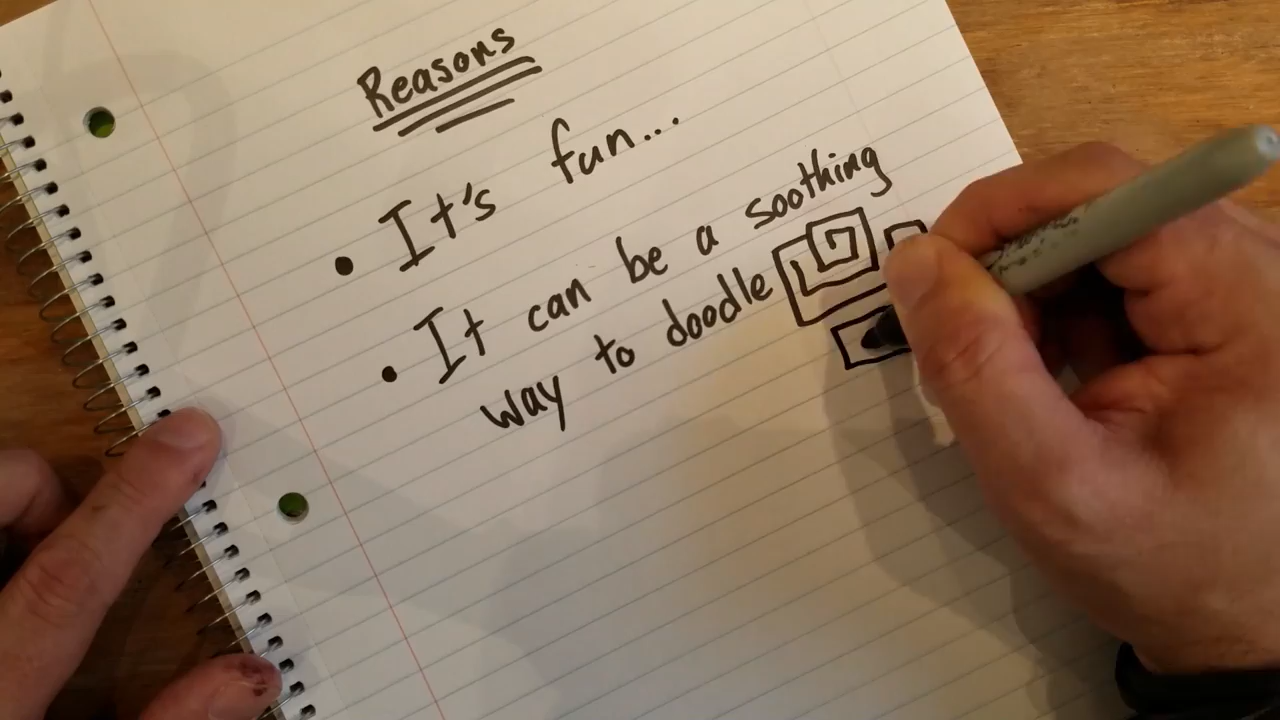 Reasons
• It's fun...
• It can be a soothing
way to doodle